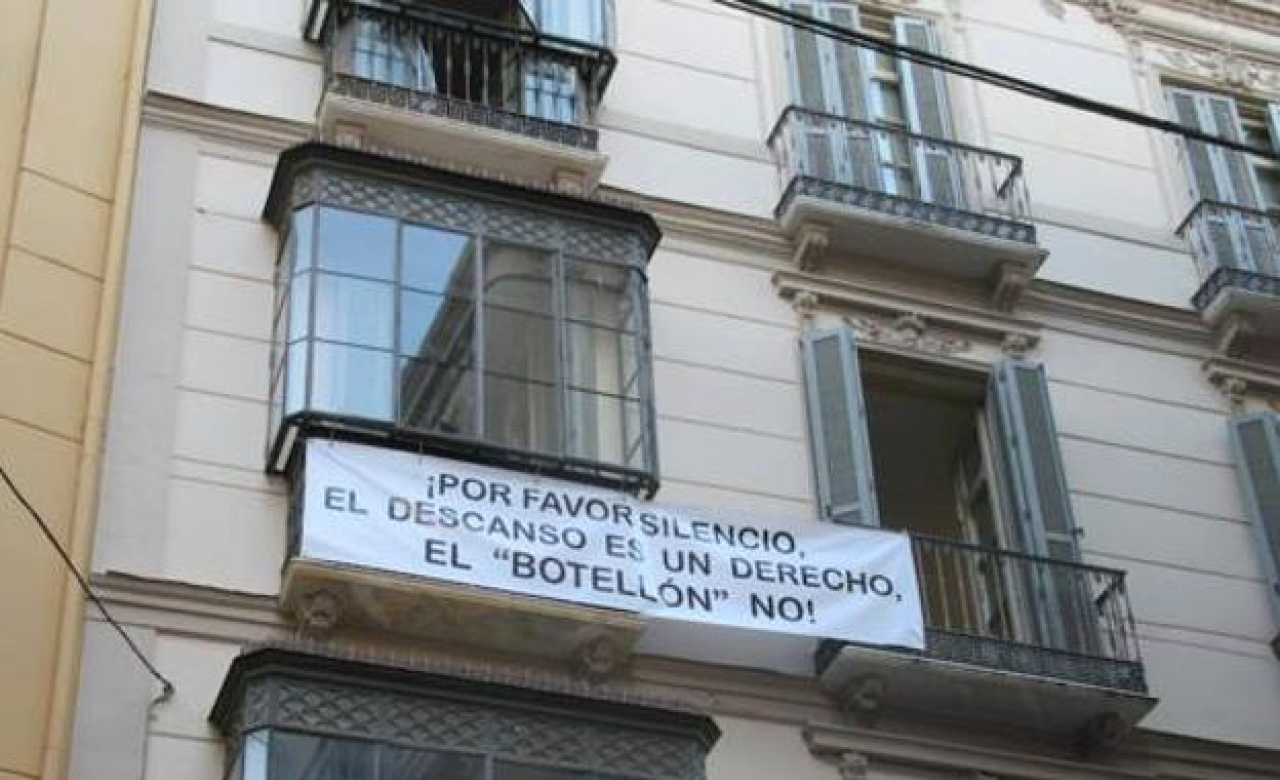 ¡POR FAVOR SILENCIO,
EL DESCANSO ES UN DERECHO,
EL “BOTELLÓN” NO!